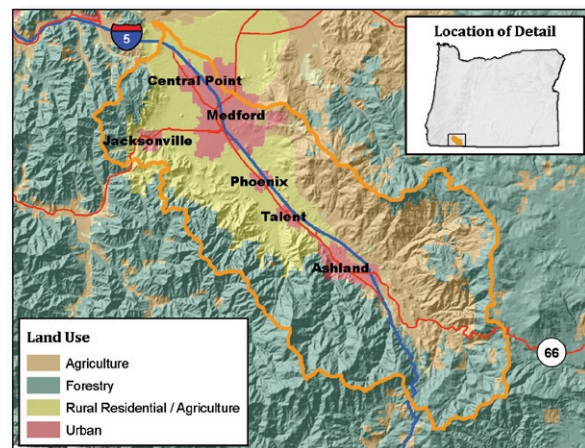 5
Location of Detail
Central Point
Medford
Jacksonville
Phoenix
Talent
Ashland
66
Land Use
Agriculture
Forestry
Rural Residential / Agriculture
Urban